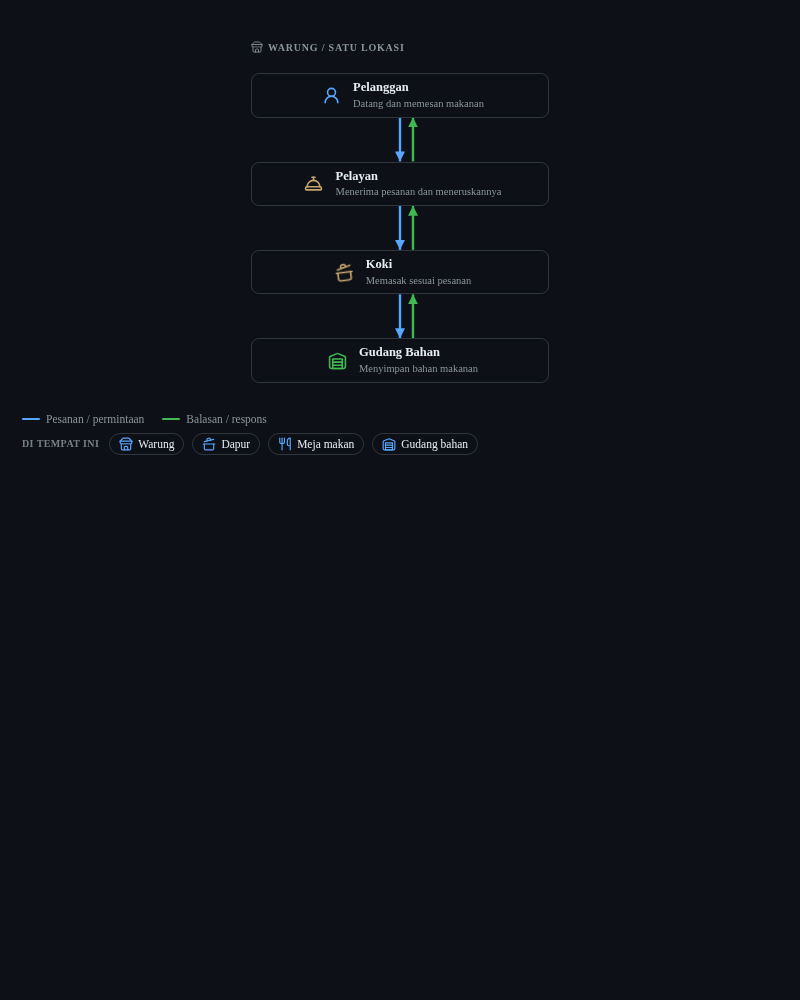 WARUNG / SATU LOKASI
Pelanggan
Datang dan memesan makanan
Pelayan
Menerima pesanan dan meneruskannya
Koki
Memasak sesuai pesanan
Gudang Bahan
Menyimpan bahan makanan
Pesanan / permintaan Balasan / respons
DI TEMPAT INI Warung Dapur Meja makan Gudang bahan